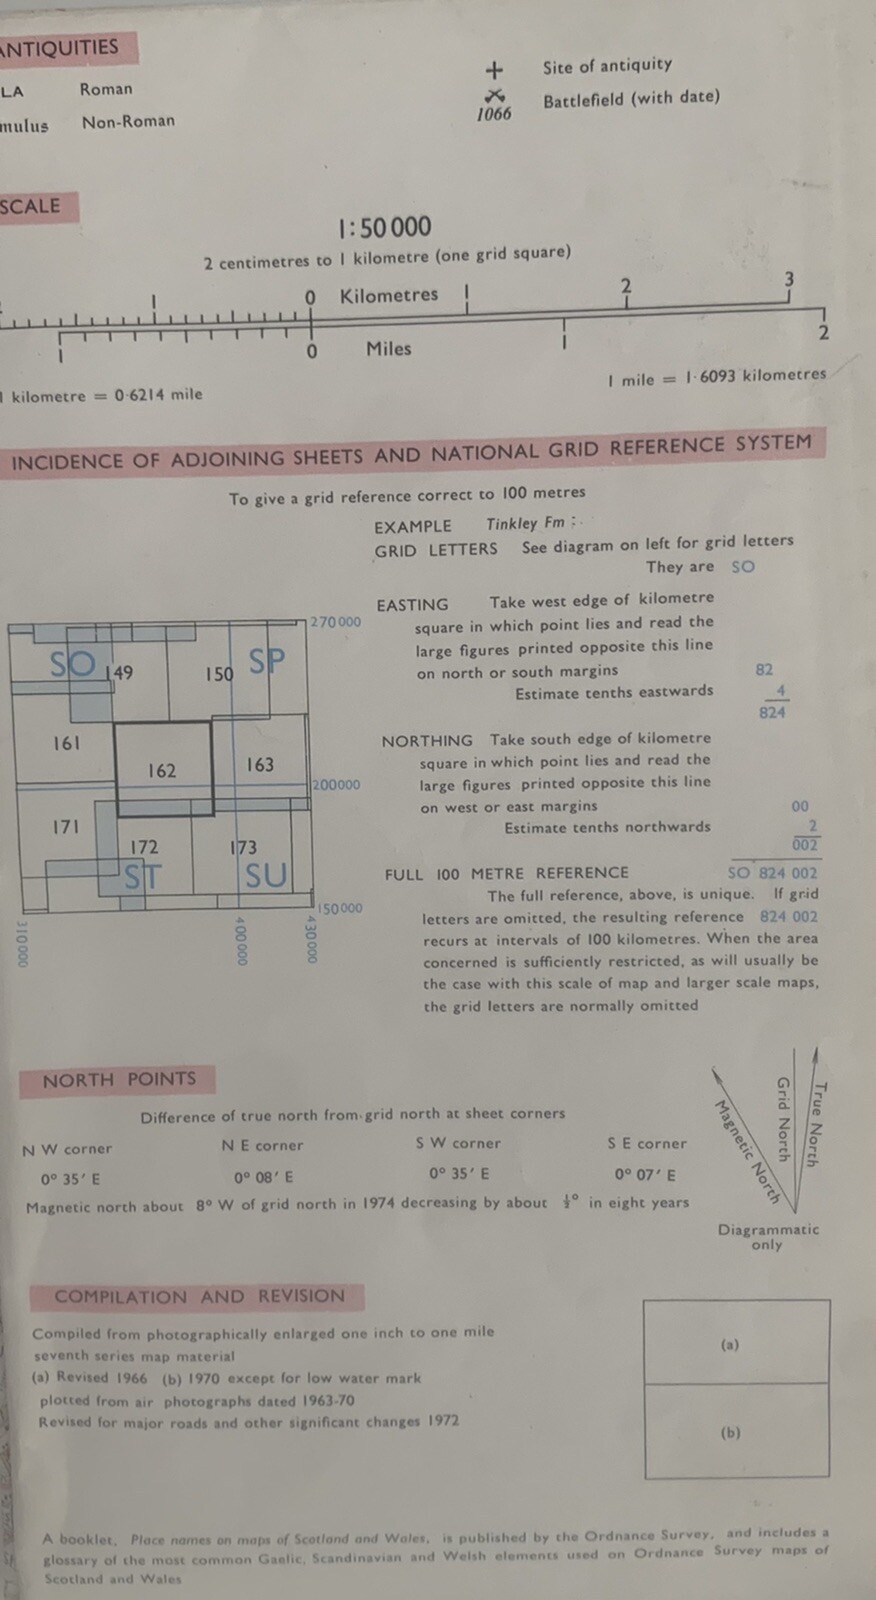 ANTIQUITIES
LA Roman
mulus Non-Roman
+ Site of antiquity
1066 Battlefield (with date)
SCALE
1:50 000
2 centimetres to 1 kilometre (one grid square)
1 0 Kilometres 1 2 3
1 0 Miles 1 2
1 kilometre = 0·6214 mile
1 mile = 1·6093 kilometres
INCIDENCE OF ADJOINING SHEETS AND NATIONAL GRID REFERENCE SYSTEM
To give a grid reference correct to 100 metres
EXAMPLE Tinkley Fm
GRID LETTERS See diagram on left for grid letters
They are SO
EASTING Take west edge of kilometre
square in which point lies and read the
large figures printed opposite this line
on north or south margins 82
Estimate tenths eastwards 4
824
NORTHING Take south edge of kilometre
square in which point lies and read the
large figures printed opposite this line
on west or east margins 00
Estimate tenths northwards 2
002
FULL 100 METRE REFERENCE SO 824 002
The full reference, above, is unique. If grid
letters are omitted, the resulting reference 824 002
recurs at intervals of 100 kilometres. When the area
concerned is sufficiently restricted, as will usually be
the case with this scale of map and larger scale maps,
the grid letters are normally omitted
270000
SO 149 150 SP
161
162 163
200000
171
172 173
ST SU
150000
310000 400000 430000
NORTH POINTS
Difference of true north from grid north at sheet corners
N W corner N E corner S W corner S E corner
0° 35′ E 0° 08′ E 0° 35′ E 0° 07′ E
Magnetic north about 8° W of grid north in 1974 decreasing by about ½° in eight years
Magnetic North
Grid North
True North
Diagrammatic
only
COMPILATION AND REVISION
Compiled from photographically enlarged one inch to one mile
seventh series map material
(a) Revised 1966 (b) 1970 except for low water mark
plotted from air photographs dated 1963-70
Revised for major roads and other significant changes 1972
(a)
(b)
A booklet, Place names on maps of Scotland and Wales, is published by the Ordnance Survey, and includes a
glossary of the most common Gaelic, Scandinavian and Welsh elements used on Ordnance Survey maps of
Scotland and Wales